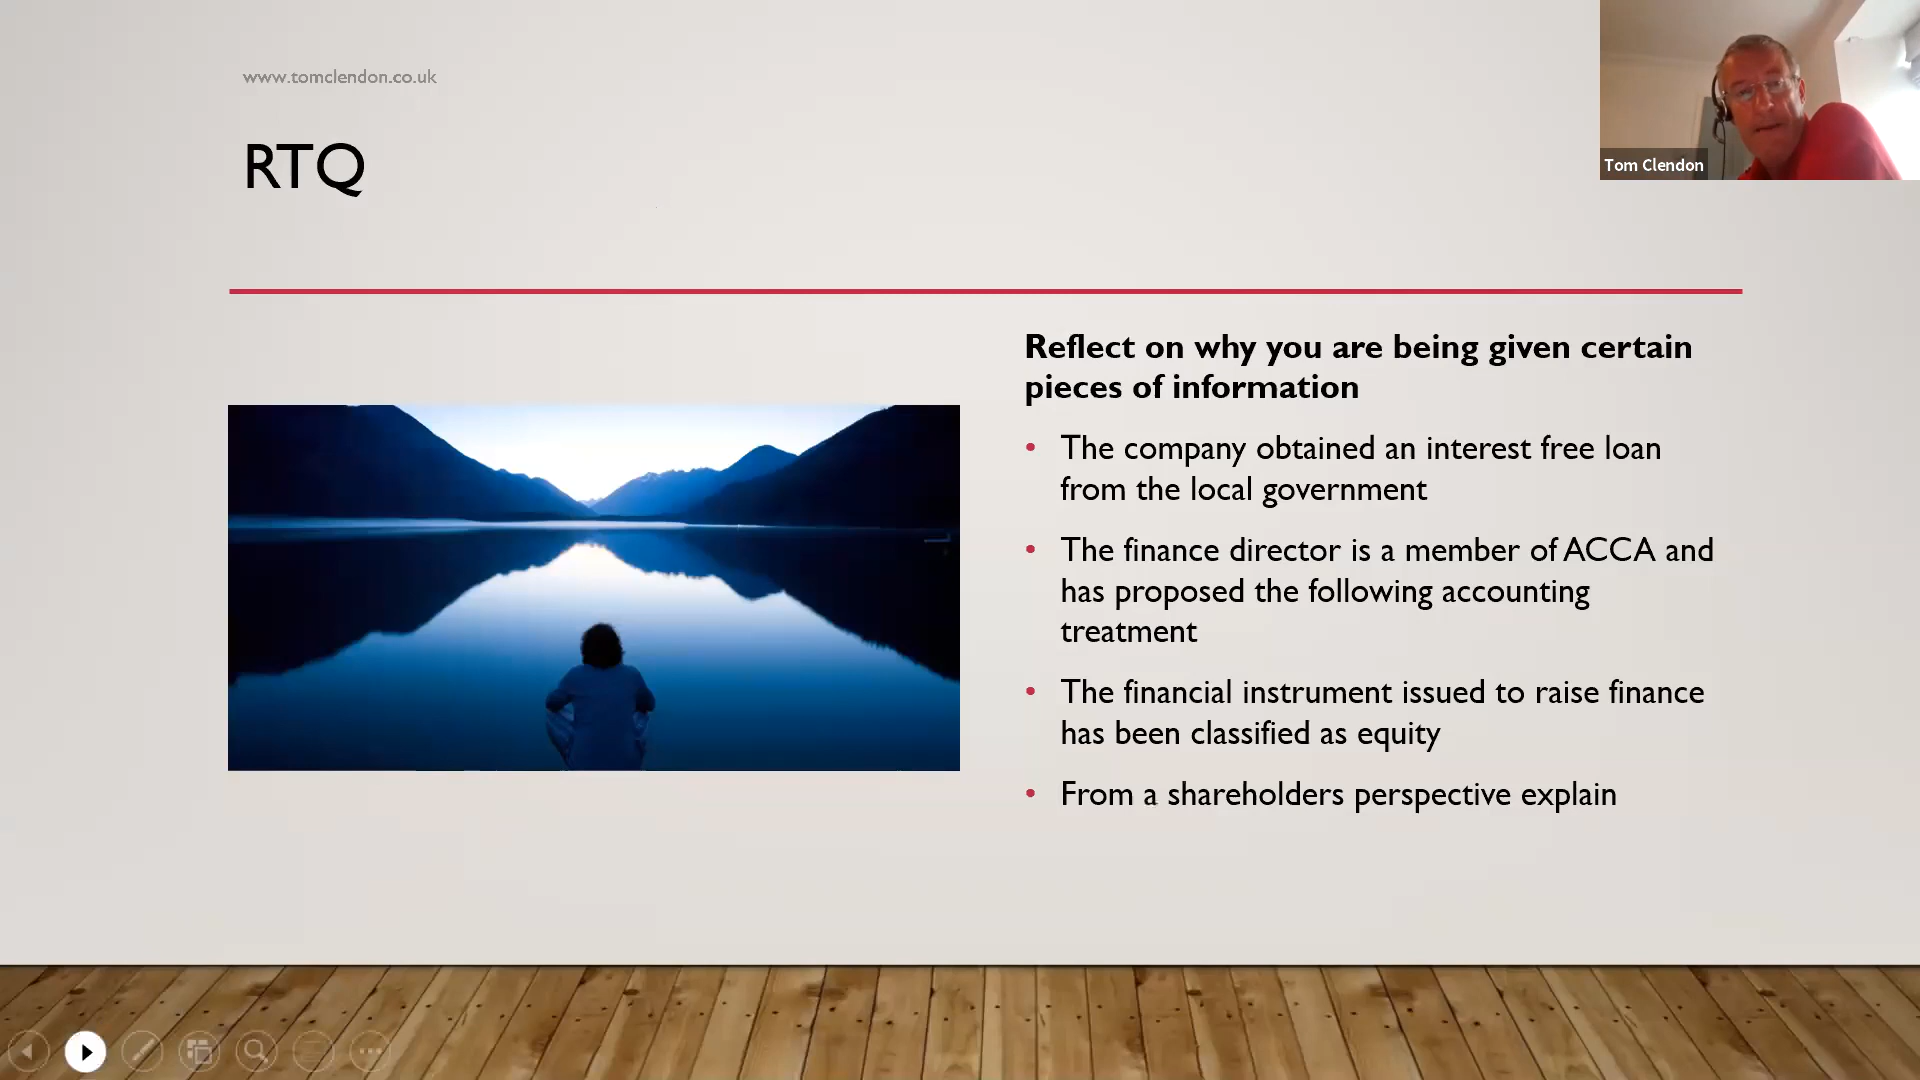 www.tomclendon.co.uk
RTQ
Tom Clendon
Reflect on why you are being given certain
pieces of information
• The company obtained an interest free loan
from the local government
• The finance director is a member of ACCA and
has proposed the following accounting
treatment
• The financial instrument issued to raise finance
has been classified as equity
• From a shareholders perspective explain